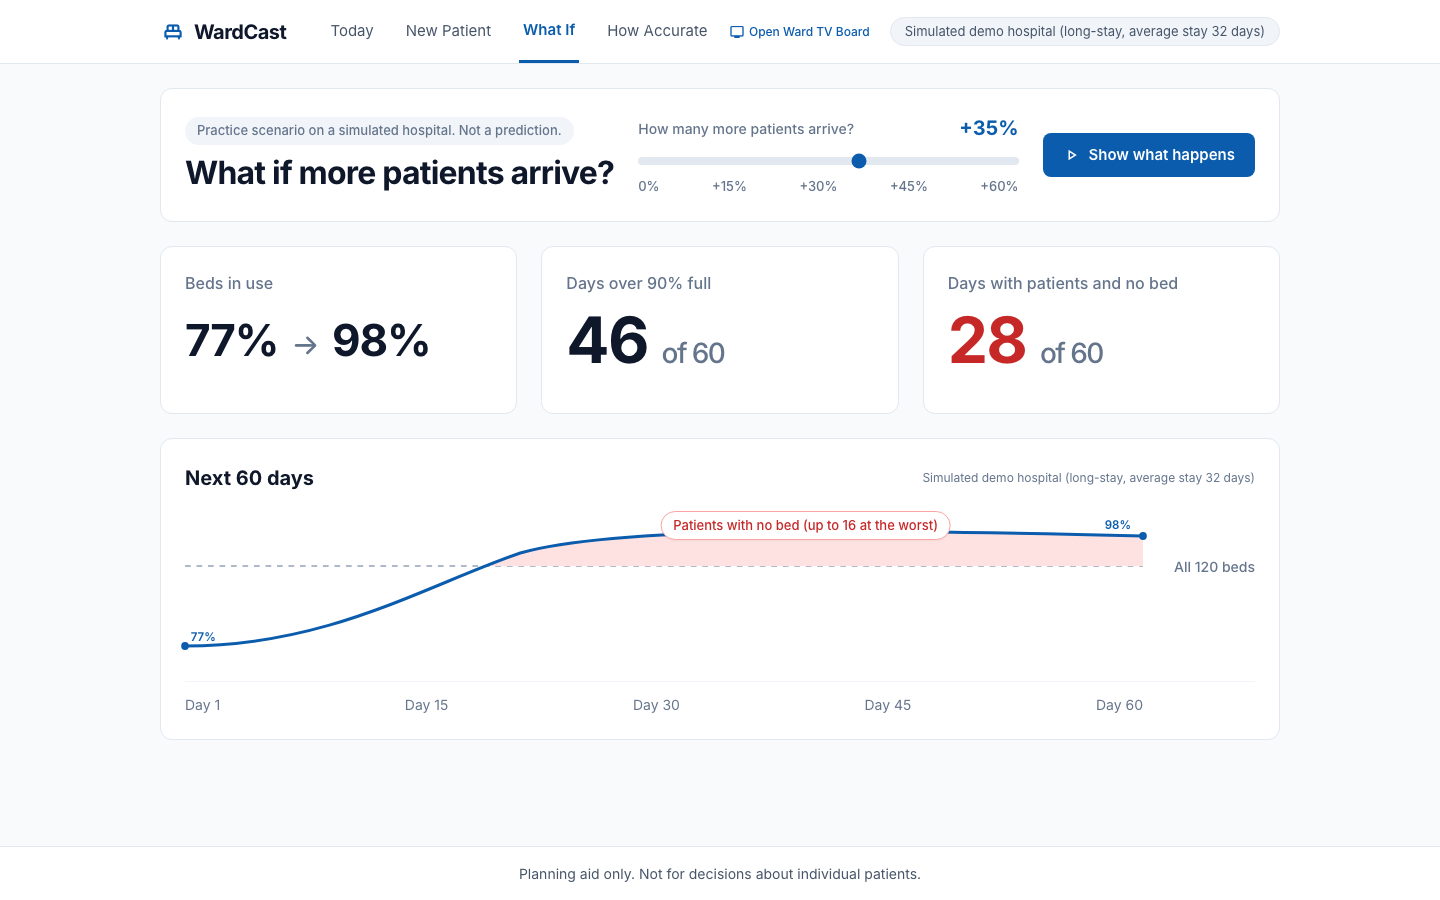 WardCast
Today
New Patient
What If
How Accurate
Open Ward TV Board
Simulated demo hospital (long-stay, average stay 32 days)
Practice scenario on a simulated hospital. Not a prediction.
What if more patients arrive?
How many more patients arrive?
+35%
0%
+15%
+30%
+45%
+60%
Show what happens
Beds in use
77% → 98%
Days over 90% full
46 of 60
Days with patients and no bed
28 of 60
Next 60 days
Simulated demo hospital (long-stay, average stay 32 days)
Patients with no bed (up to 16 at the worst)
98%
All 120 beds
77%
Day 1
Day 15
Day 30
Day 45
Day 60
Planning aid only. Not for decisions about individual patients.